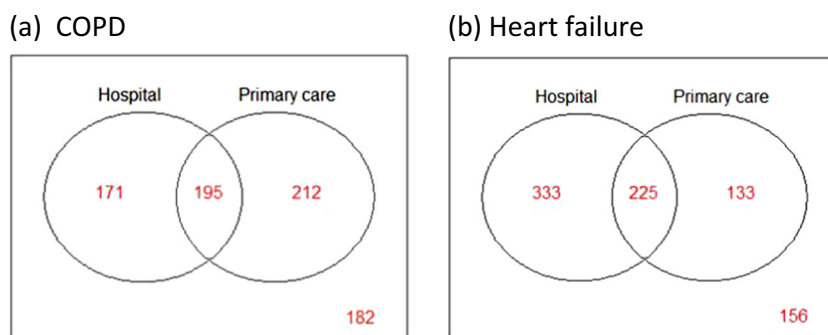 (a) COPD
Hospital Primary care
171 195 212
182
(b) Heart failure
Hospital Primary care
333 225 133
156